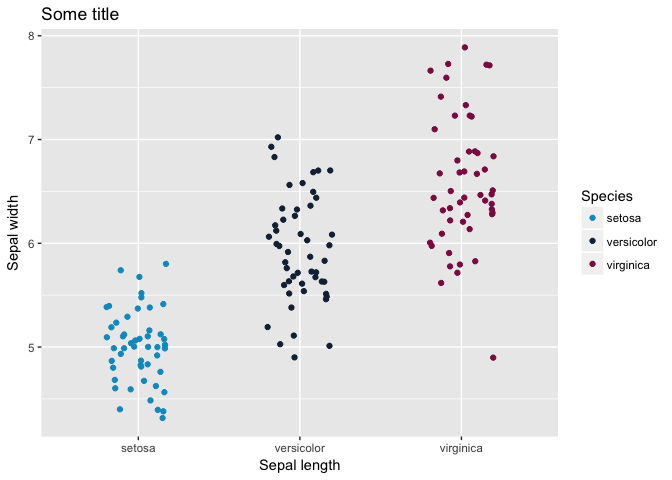 Some title
8
7
6
5
Sepal width
setosa
versicolor
virginica
Sepal length
Species
setosa
versicolor
virginica